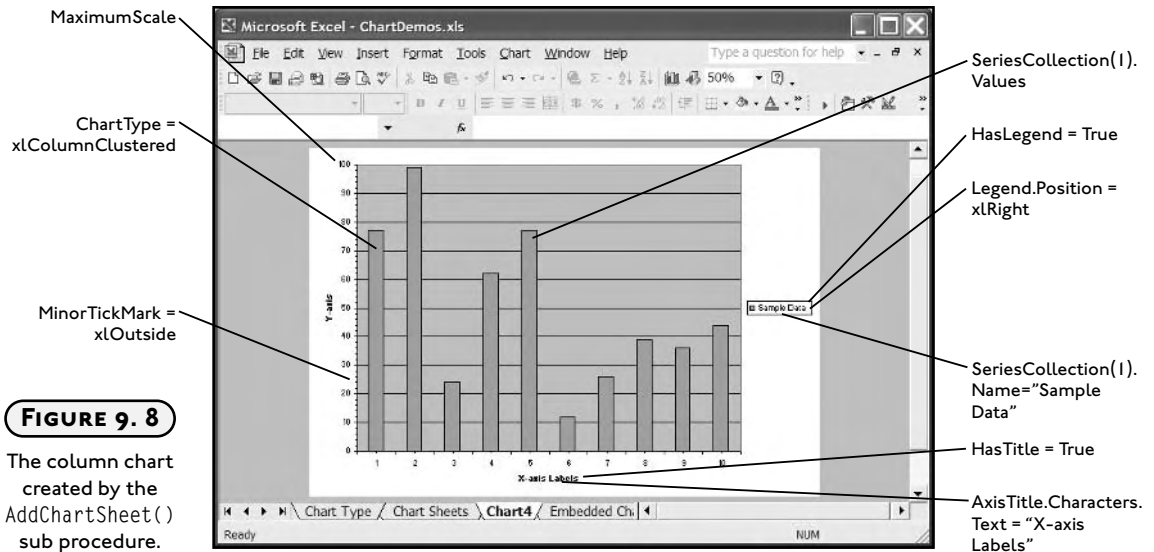 MaximumScale
ChartType =
xlColumnClustered
MinorTickMark =
xlOutside
FIGURE 9. 8
The column chart
created by the
AddChartSheet()
sub procedure.
Microsoft Excel - ChartDemos.xls
File Edit View Insert Format Tools Chart Window Help
Type a question for help
50%
B I U
fx
100
90
80
70
60
50
40
30
20
10
0
Y-axis
1 2 3 4 5 6 7 8 9 10
X-axis Labels
Sample Data
Chart Type / Chart Sheets \ Chart4 / Embedded Ch
Ready
NUM
SeriesCollection(1).
Values
HasLegend = True
Legend.Position =
xlRight
SeriesCollection(1).
Name="Sample
Data"
HasTitle = True
AxisTitle.Characters.
Text = “X-axis
Labels”